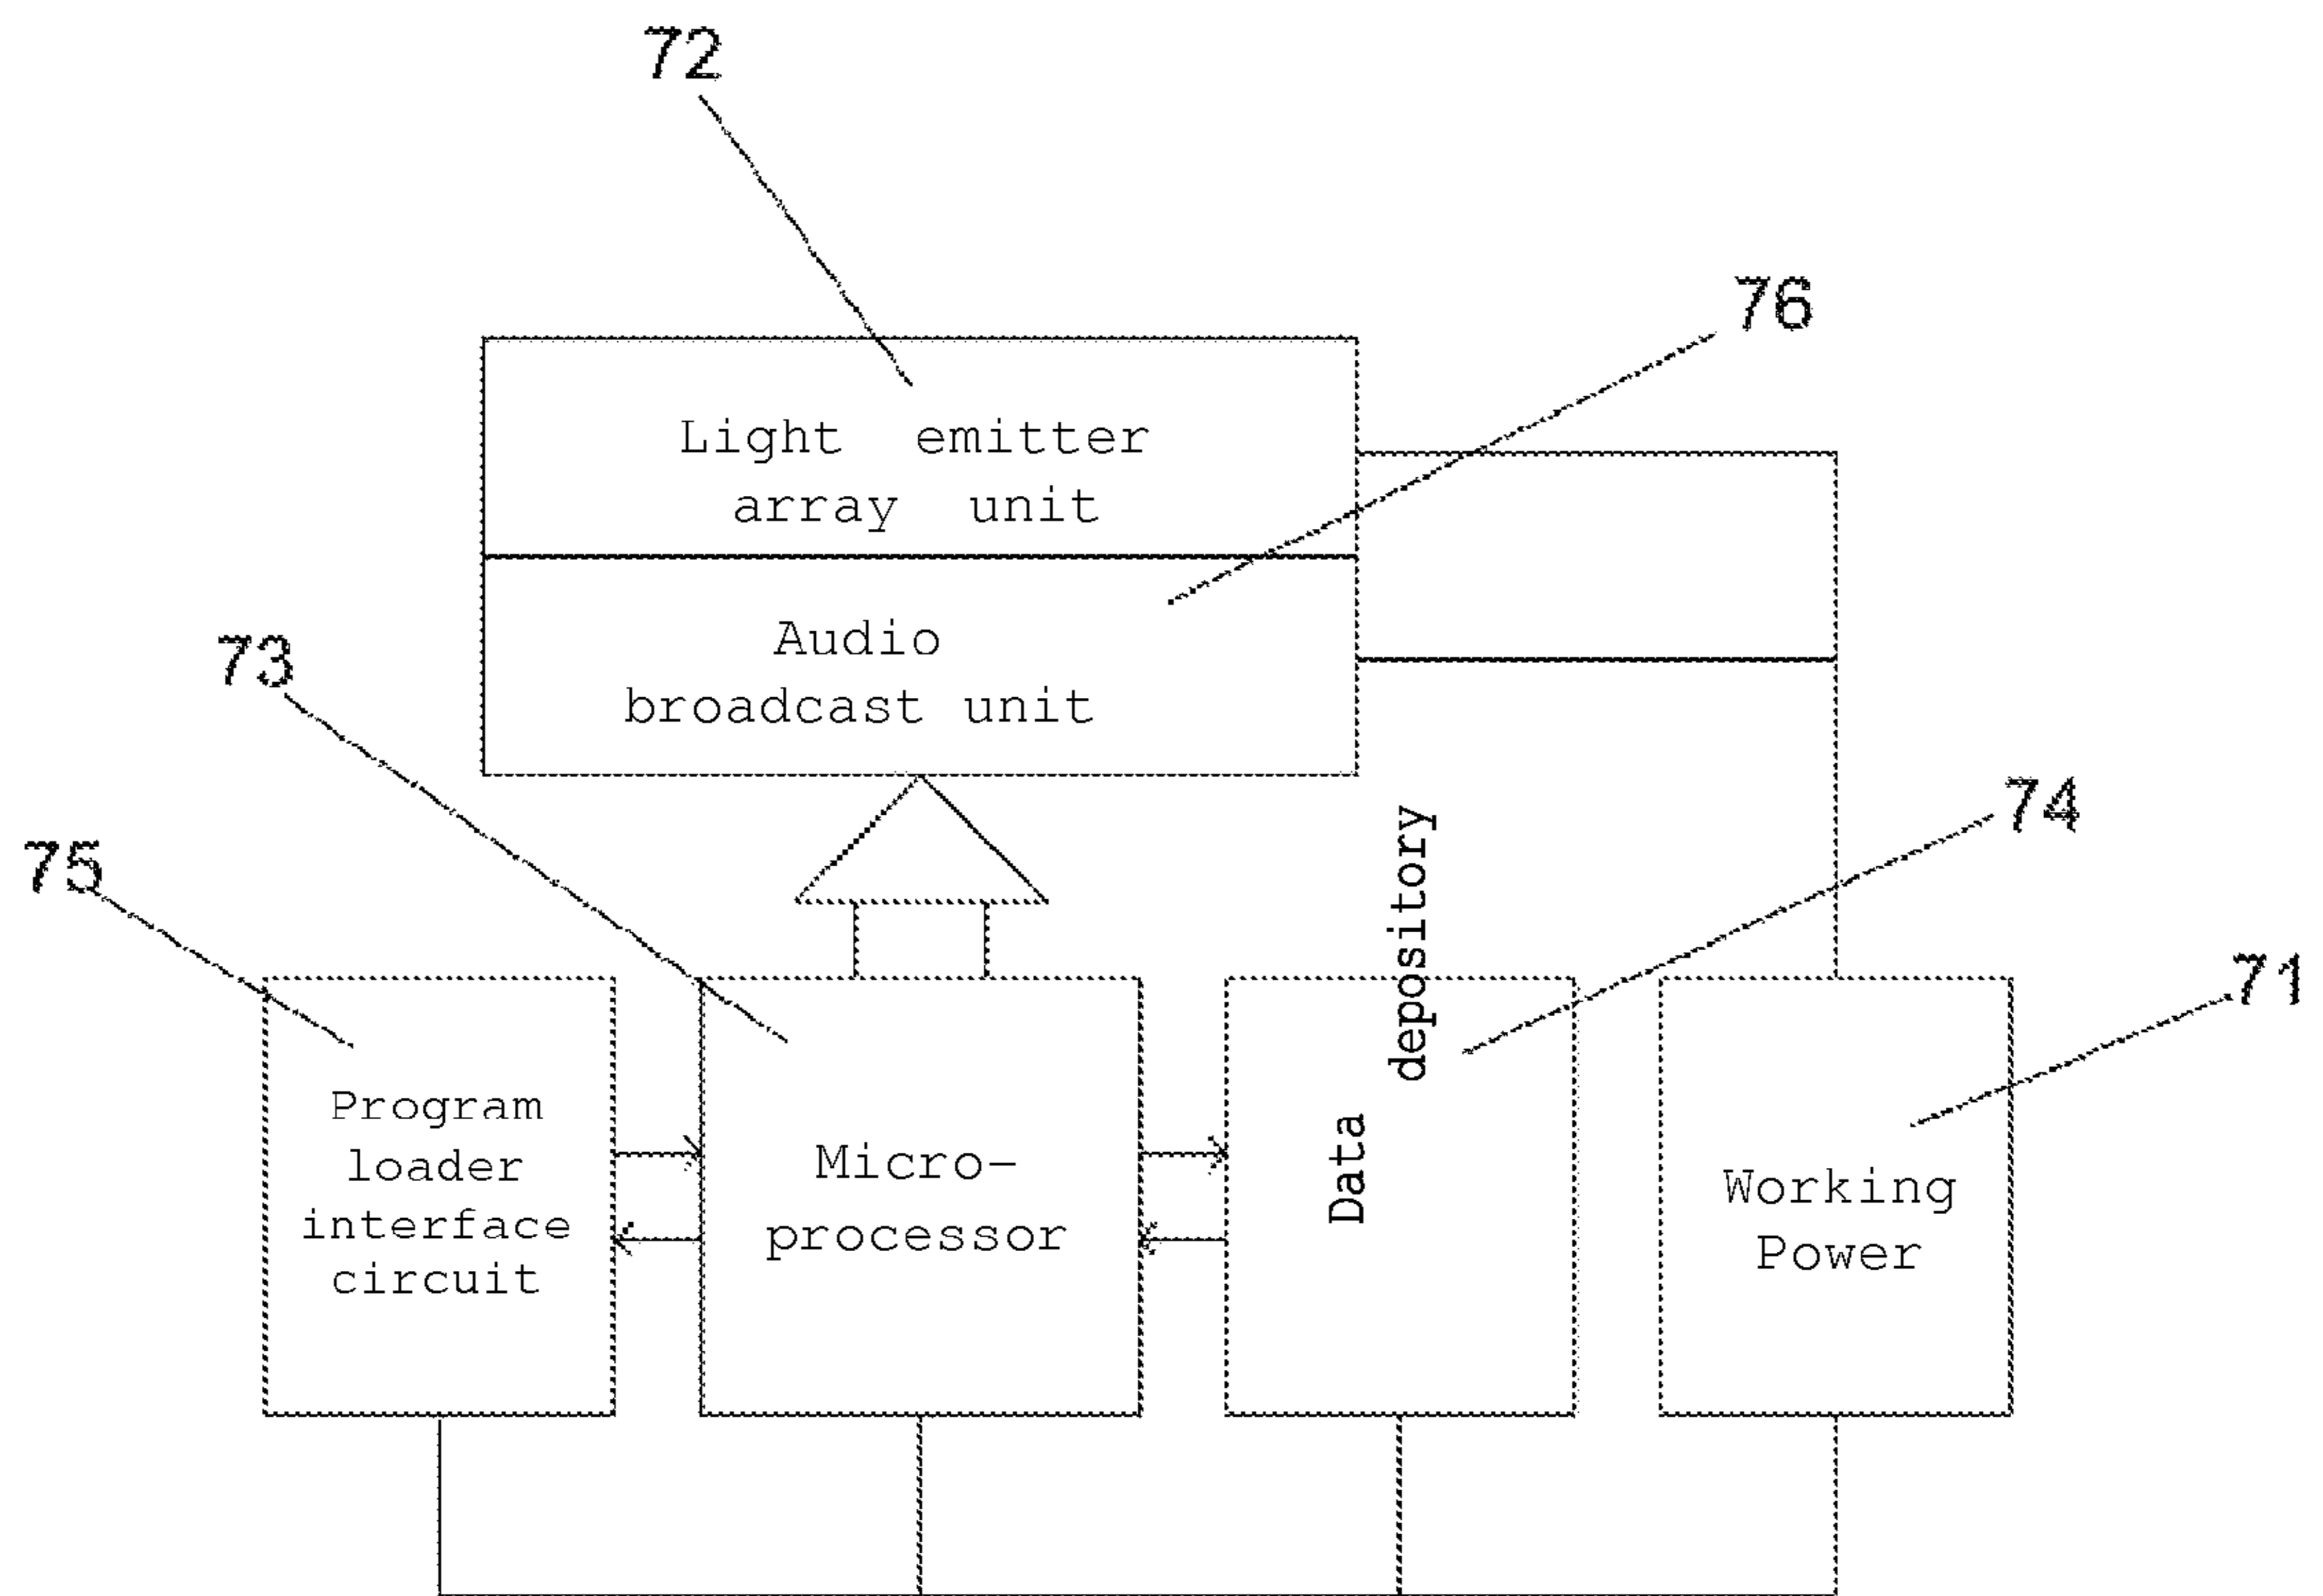 72
76
Light emitter
array unit
Audio
broadcast unit
73
74
75
depository
71
Program
loader
interface
circuit
Micro-
processor
Data
Working
Power